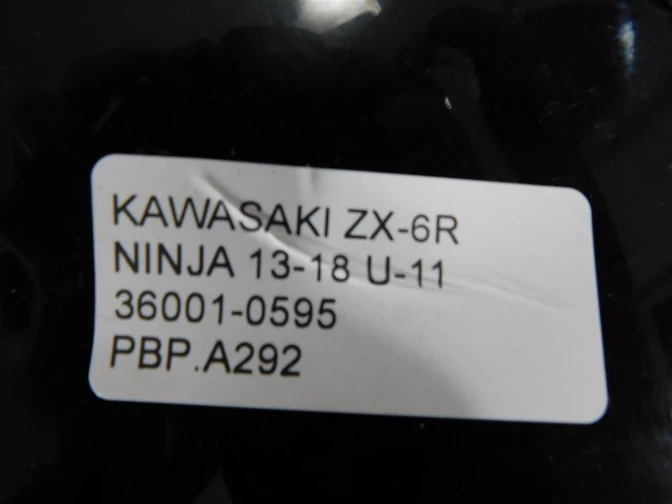 KAWASAKI ZX-6R
NINJA 13-18 U-11
36001-0595
PBP.A292